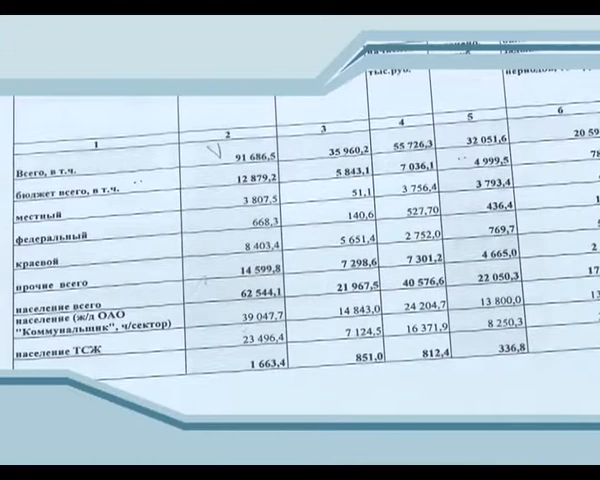 тыс.руб.
1 2 3 4 5 6
Всего, в т.ч. 91 686,5 35 960,2 55 726,3 32 051,6 20 59
бюджет всего, в т.ч. 12 879,2 5 843,1 7 036,1 4 999,5 78
местный 3 807,5 51,1 3 756,4 3 793,4
федеральный 668,3 140,6 527,70 436,4
краевой 8 403,4 5 651,4 2 752,0 769,7
прочие всего 14 599,8 7 298,6 7 301,2 4 665,0 2
население всего 62 544,1 21 967,5 40 576,6 22 050,3 17
население (ж/д ОАО
"Коммунальщик", ч/сектор) 39 047,7 14 843,0 24 204,7 13 800,0 13
население ТСЖ 23 496,4 7 124,5 16 371,9 8 250,3
1 663,4 851,0 812,4 336,8